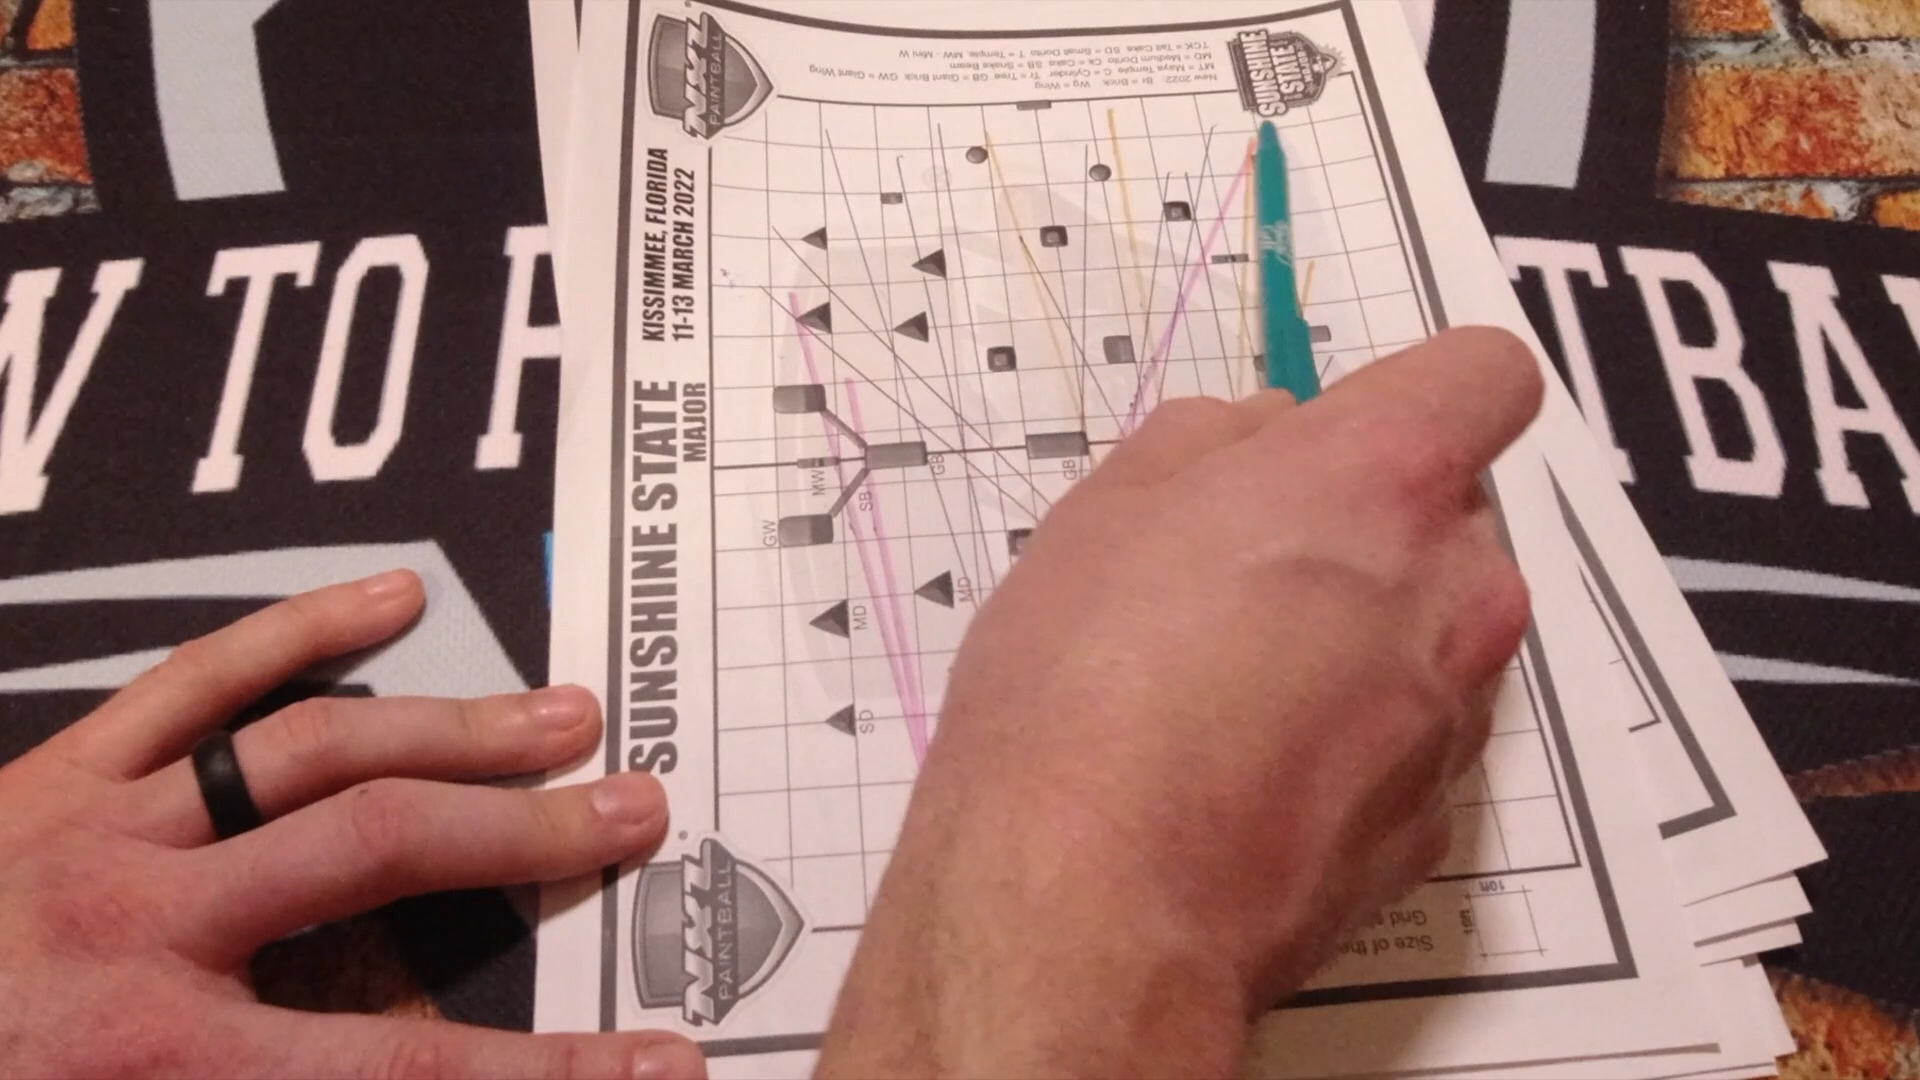 NXL
PAINTBALL
SUNSHINE
STATE
KISSIMMEE, FLORIDA
11-13 MARCH 2022
SUNSHINE STATE
MAJOR
New 2022: Br = Brick Wg = Wing
MT = Maya Temple C = Cylinder Tr = Tree GB = Giant Brick GW = Giant Wing
MD = Medium Dorito Ck = Cake SB = Snake Beam
TCK = Tall Cake SD = Small Dorito T = Temple, MW - Mini W
GW
MW
SB
GB
GB
MD
MD
SD
NXL
PAINTBALL
Size of the
Grid
10ft
10ft
W TO P
TBA